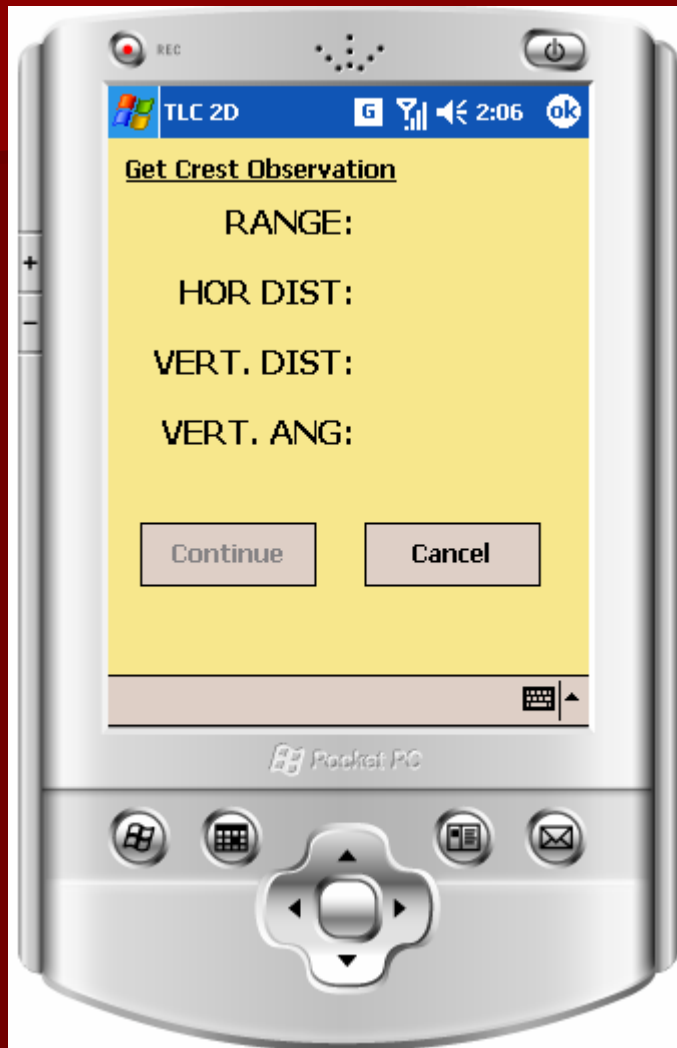 REC
TLC 2D G 2:06 ok
Get Crest Observation
RANGE:
HOR DIST:
VERT. DIST:
VERT. ANG:
Continue Cancel
Pocket PC